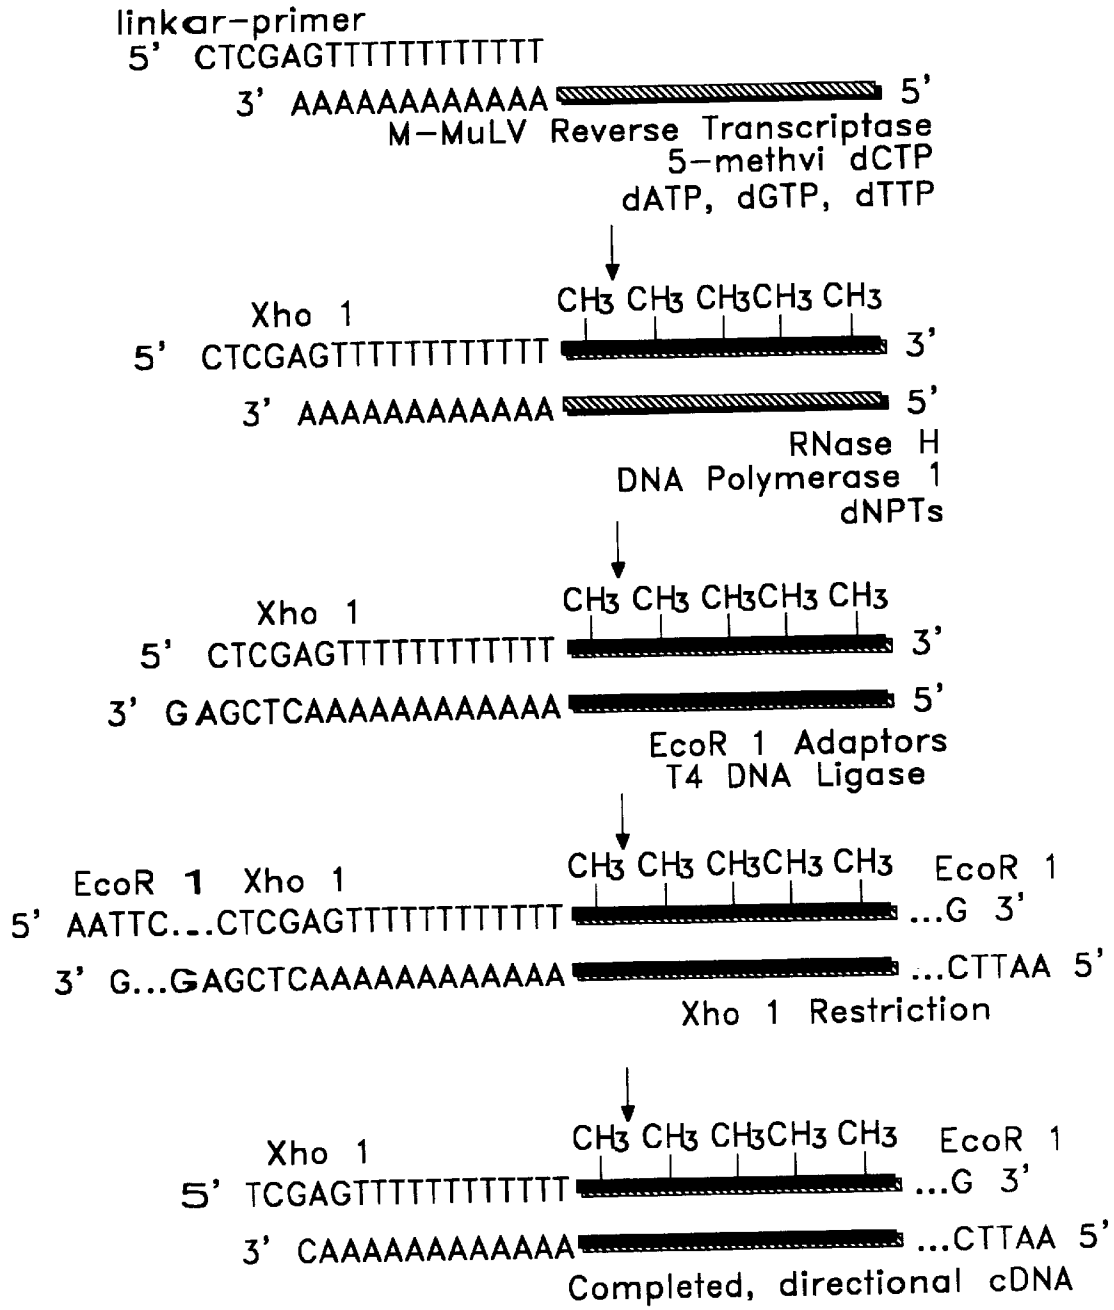 linkar-primer
5' CTCGAGTTTTTTTTTTTT
3' AAAAAAAAAAAA 5'
M-MuLV Reverse Transcriptase
5-methvi dCTP
dATP, dGTP, dTTP
CH3 CH3 CH3 CH3 CH3
Xho 1
5' CTCGAGTTTTTTTTTTTT 3'
3' AAAAAAAAAAAA 5'
RNase H
DNA Polymerase 1
dNPTs
CH3 CH3 CH3 CH3 CH3
Xho 1
5' CTCGAGTTTTTTTTTTTT 3'
3' GAGCTCAAAAAAAAAAAA 5'
EcoR 1 Adaptors
T4 DNA Ligase
CH3 CH3 CH3 CH3 CH3
EcoR 1 Xho 1 EcoR 1
5' AATTC...CTCGAGTTTTTTTTTTTT ...G 3'
3' G...GAGCTCAAAAAAAAAAAA ...CTTAA 5'
Xho 1 Restriction
CH3 CH3 CH3 CH3 CH3
Xho 1 EcoR 1
5' TCGAGTTTTTTTTTTTT ...G 3'
3' CAAAAAAAAAAAA ...CTTAA 5'
Completed, directional cDNA